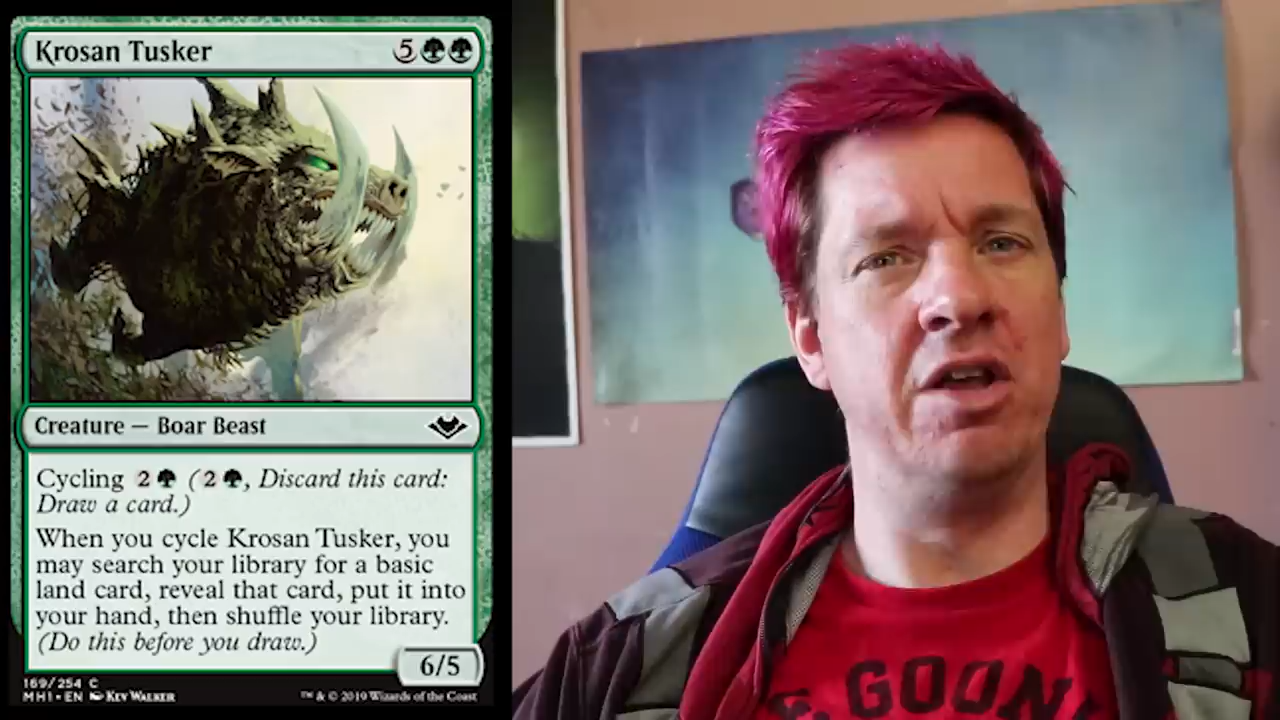 Krosan Tusker 5
Creature — Boar Beast
Cycling 2 (2, Discard this card:
Draw a card.)
When you cycle Krosan Tusker, you
may search your library for a basic
land card, reveal that card, put it into
your hand, then shuffle your library.
(Do this before you draw.)
6/5
169/254 C
MH1 • EN Kev Walker
™ & © 2019 Wizards of the Coast
GOON